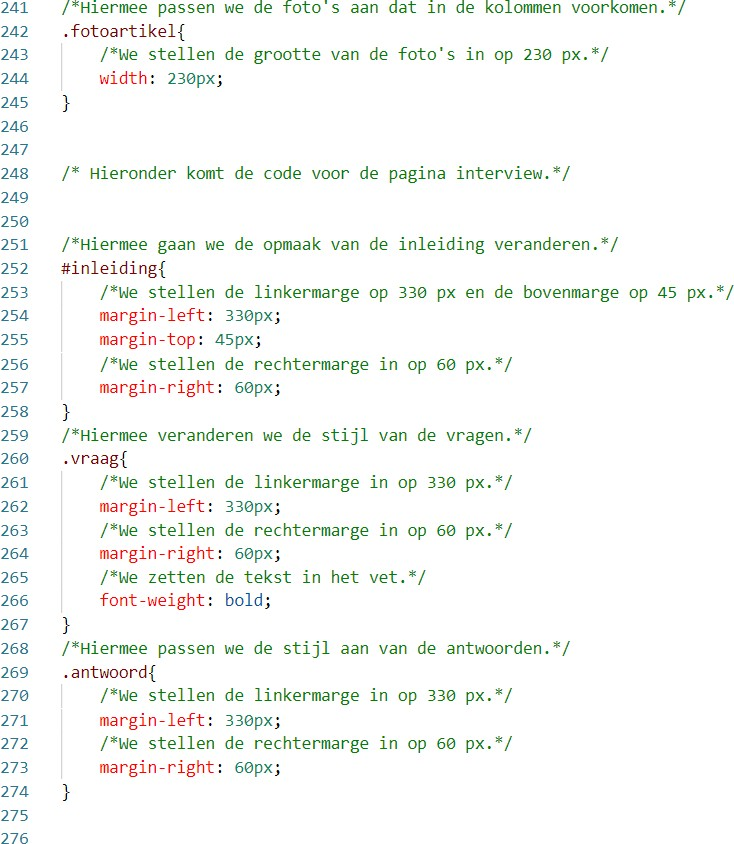 241 /*Hiermee passen we de foto's aan dat in de kolommen voorkomen.*/
242 .fotoartikel{
243 /*We stellen de grootte van de foto's in op 230 px.*/
244 width: 230px;
245 }
246
247
248 /* Hieronder komt de code voor de pagina interview.*/
249
250
251 /*Hiermee gaan we de opmaak van de inleiding veranderen.*/
252 #inleiding{
253 /*We stellen de linkermarge op 330 px en de bovenmarge op 45 px.*/
254 margin-left: 330px;
255 margin-top: 45px;
256 /*We stellen de rechtermarge in op 60 px.*/
257 margin-right: 60px;
258 }
259 /*Hiermee veranderen we de stijl van de vragen.*/
260 .vraag{
261 /*We stellen de linkermarge in op 330 px.*/
262 margin-left: 330px;
263 /*We stellen de rechtermarge in op 60 px.*/
264 margin-right: 60px;
265 /*We zetten de tekst in het vet.*/
266 font-weight: bold;
267 }
268 /*Hiermee passen we de stijl aan van de antwoorden.*/
269 .antwoord{
270 /*We stellen de linkermarge in op 330 px.*/
271 margin-left: 330px;
272 /*We stellen de rechtermarge in op 60 px.*/
273 margin-right: 60px;
274 }
275
276